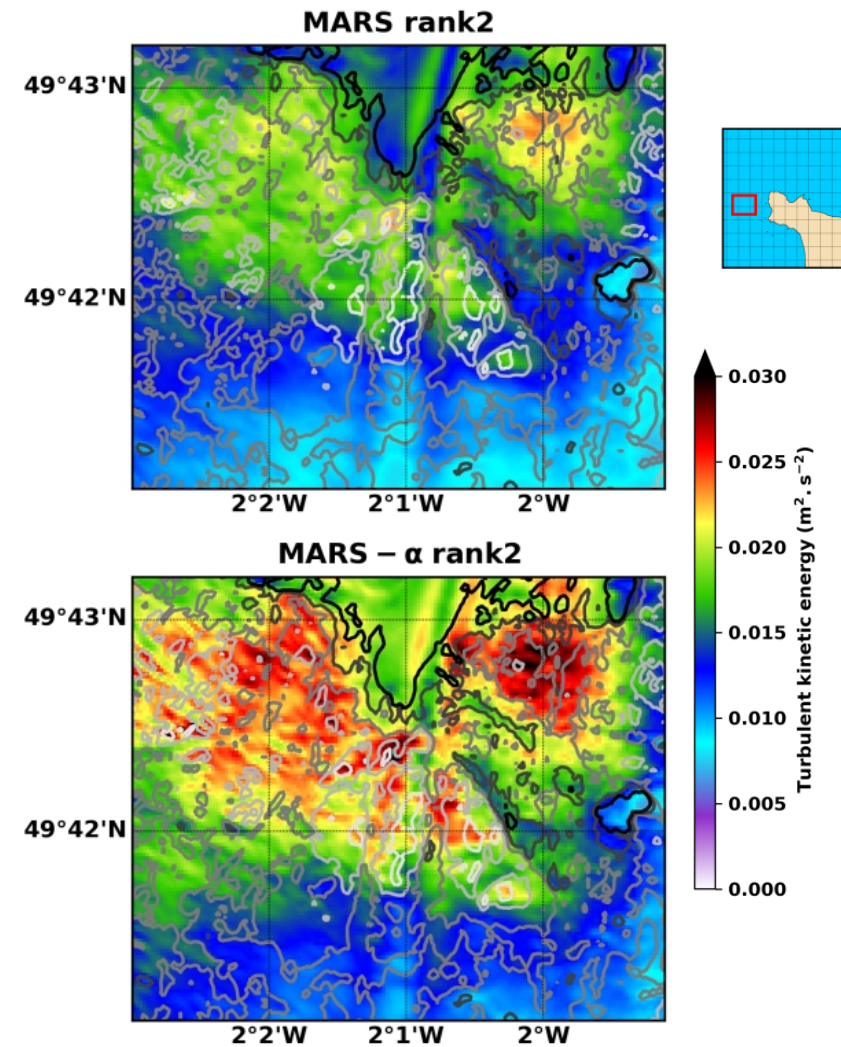 MARS rank2
49°43'N
49°42'N
2°2'W 2°1'W 2°W
0.030
0.025
0.020
0.015
0.010
0.005
0.000
Turbulent kinetic energy (m². s⁻²)
MARS − α rank2
49°43'N
49°42'N
2°2'W 2°1'W 2°W